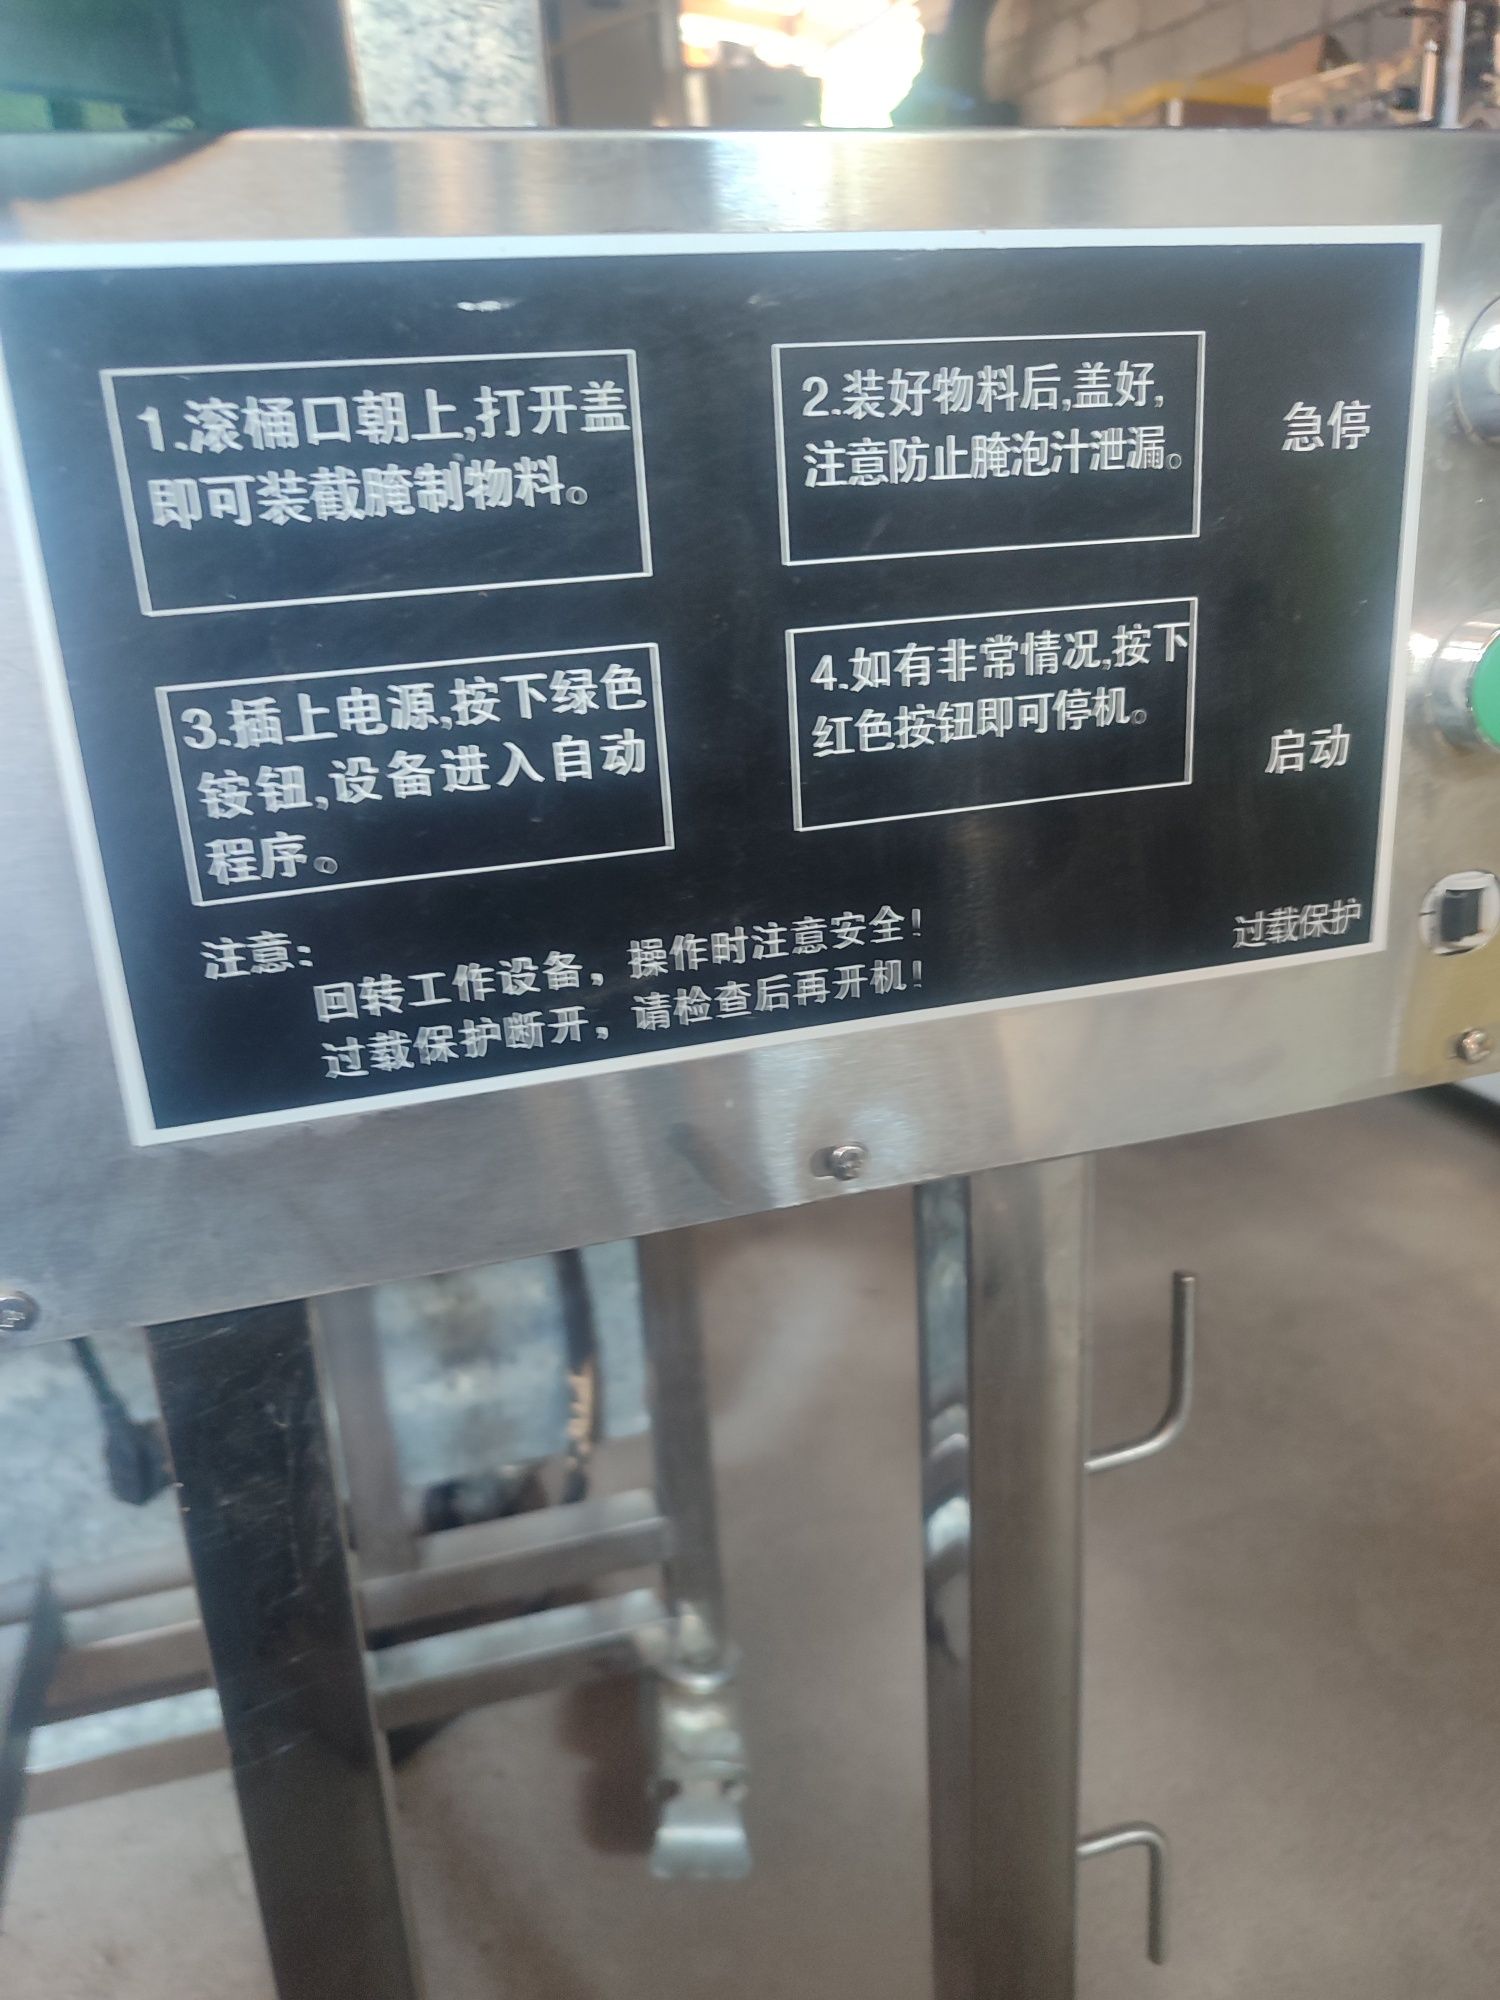 1.滚桶口朝上,打开盖
即可装截腌制物料。
2.装好物料后,盖好,
注意防止腌泡汁泄漏。
急停
3.插上电源,按下绿色
铵钮,设备进入自动
程序。
4.如有非常情况,按下
红色按钮即可停机。
启动
注意:
回转工作设备，操作时注意安全!
过载保护断开，请检查后再开机!
过载保护